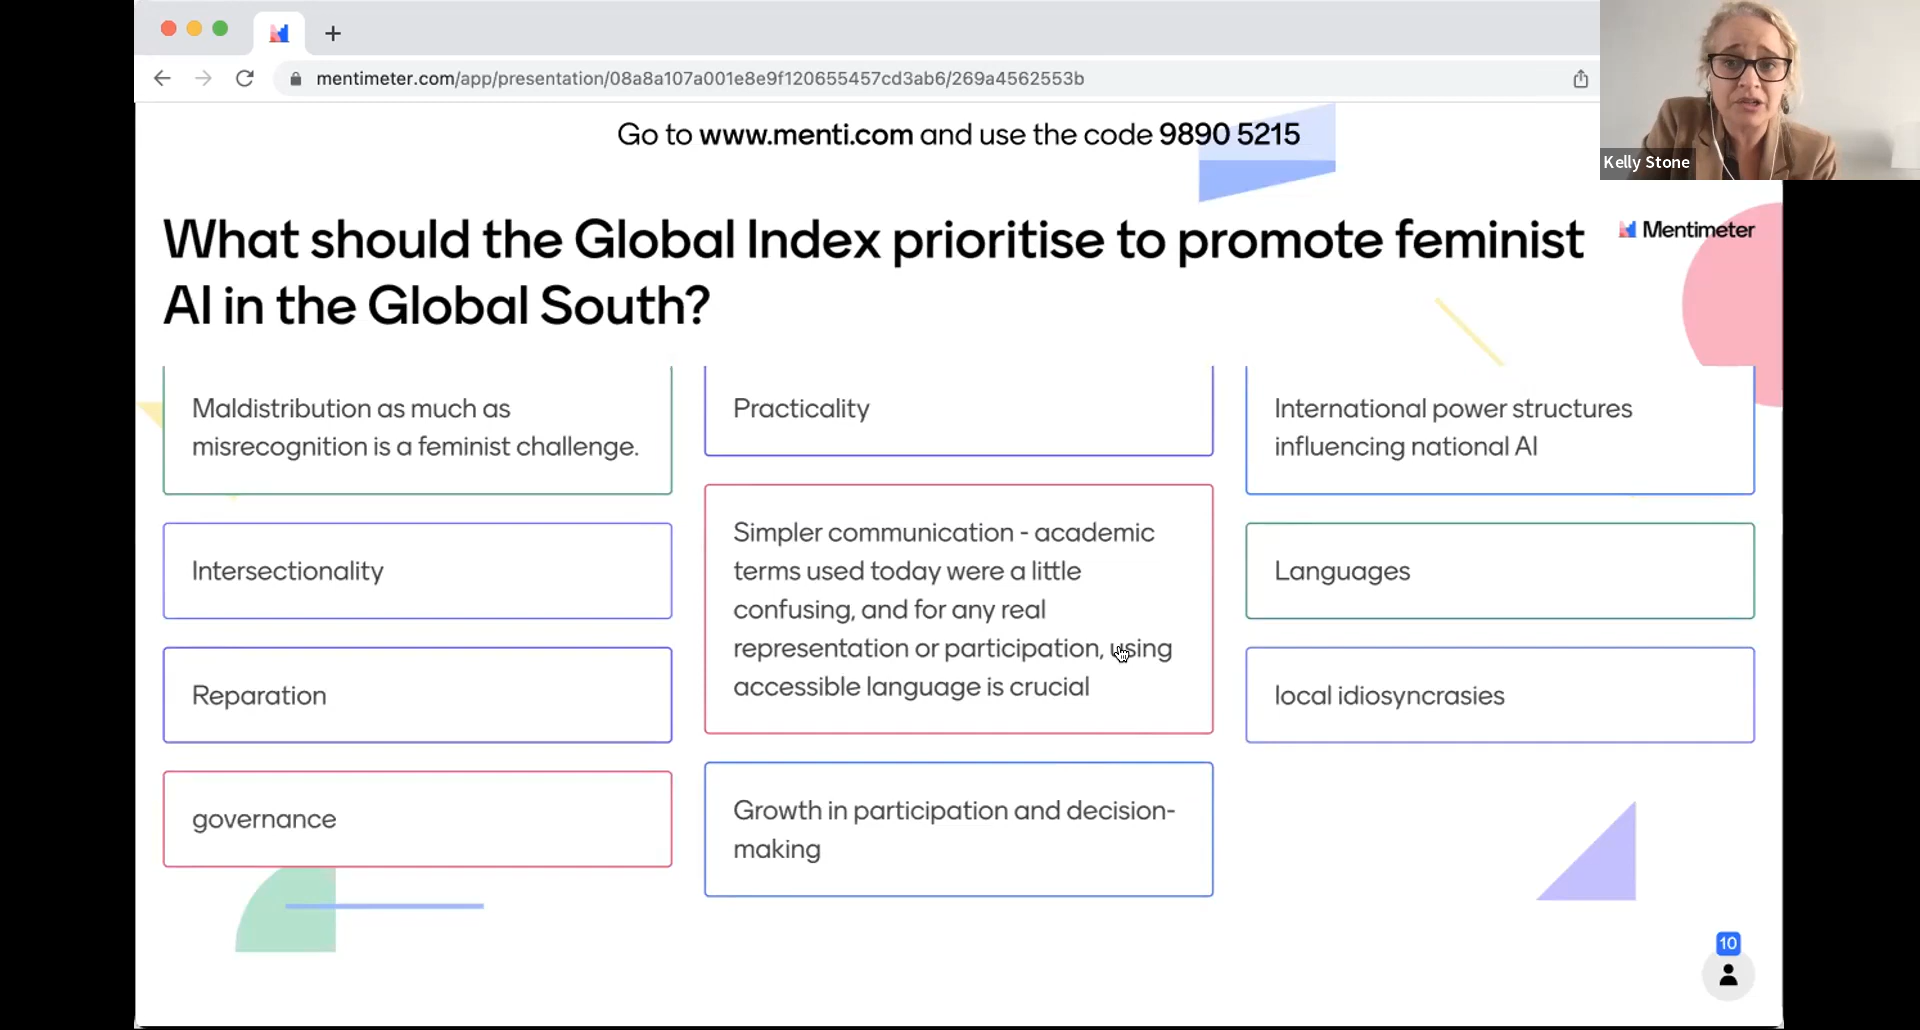 mentimeter.com/app/presentation/08a8a107a001e8e9f120655457cd3ab6/269a4562553b
Go to www.menti.com and use the code 9890 5215
Kelly Stone
What should the Global Index prioritise to promote feminist
AI in the Global South?
Mentimeter
Maldistribution as much as
misrecognition is a feminist challenge.
Intersectionality
Reparation
governance
Practicality
Simpler communication - academic
terms used today were a little
confusing, and for any real
representation or participation, using
accessible language is crucial
Growth in participation and decision-
making
International power structures
influencing national AI
Languages
local idiosyncrasies
10